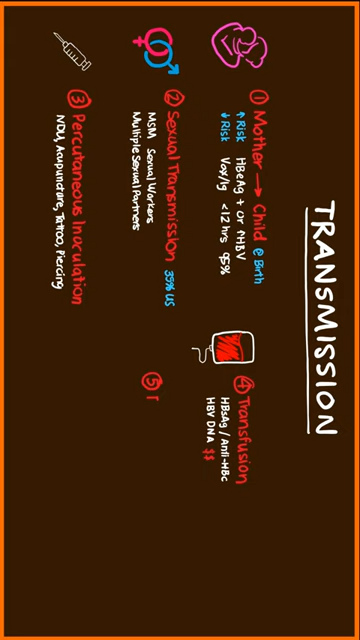 TRANSMISSION
① Mother → Child @ Birth
↑ Risk HBeAg + or ↑HBV
↓ Risk Vax/Ig <12 hrs 95%
② Sexual Transmission 35% US
MSM Sexual Workers
Multiple Sexual Partners
③ Percutaneous Inoculation
IVDU, Acupuncture, Tattoo, Piercing
④ Transfusion
HBsAg / Anti-HBc
HBV DNA $$
⑤